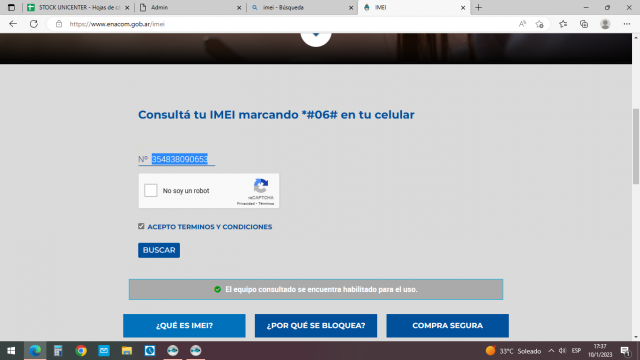 STOCK UNICENTER - Hojas de cl
Admin
imei - Búsqueda
IMEI
https://www.enacom.gob.ar/imei
Consultá tu IMEI marcando *#06# en tu celular
Nº 354838090653
No soy un robot
reCAPTCHA
Privacidad - Términos
ACEPTO TERMINOS Y CONDICIONES
BUSCAR
El equipo consultado se encuentra habilitado para el uso.
¿QUÉ ES IMEI?
¿POR QUÉ SE BLOQUEA?
COMPRA SEGURA
33°C Soleado
ESP
17:37
10/1/2023